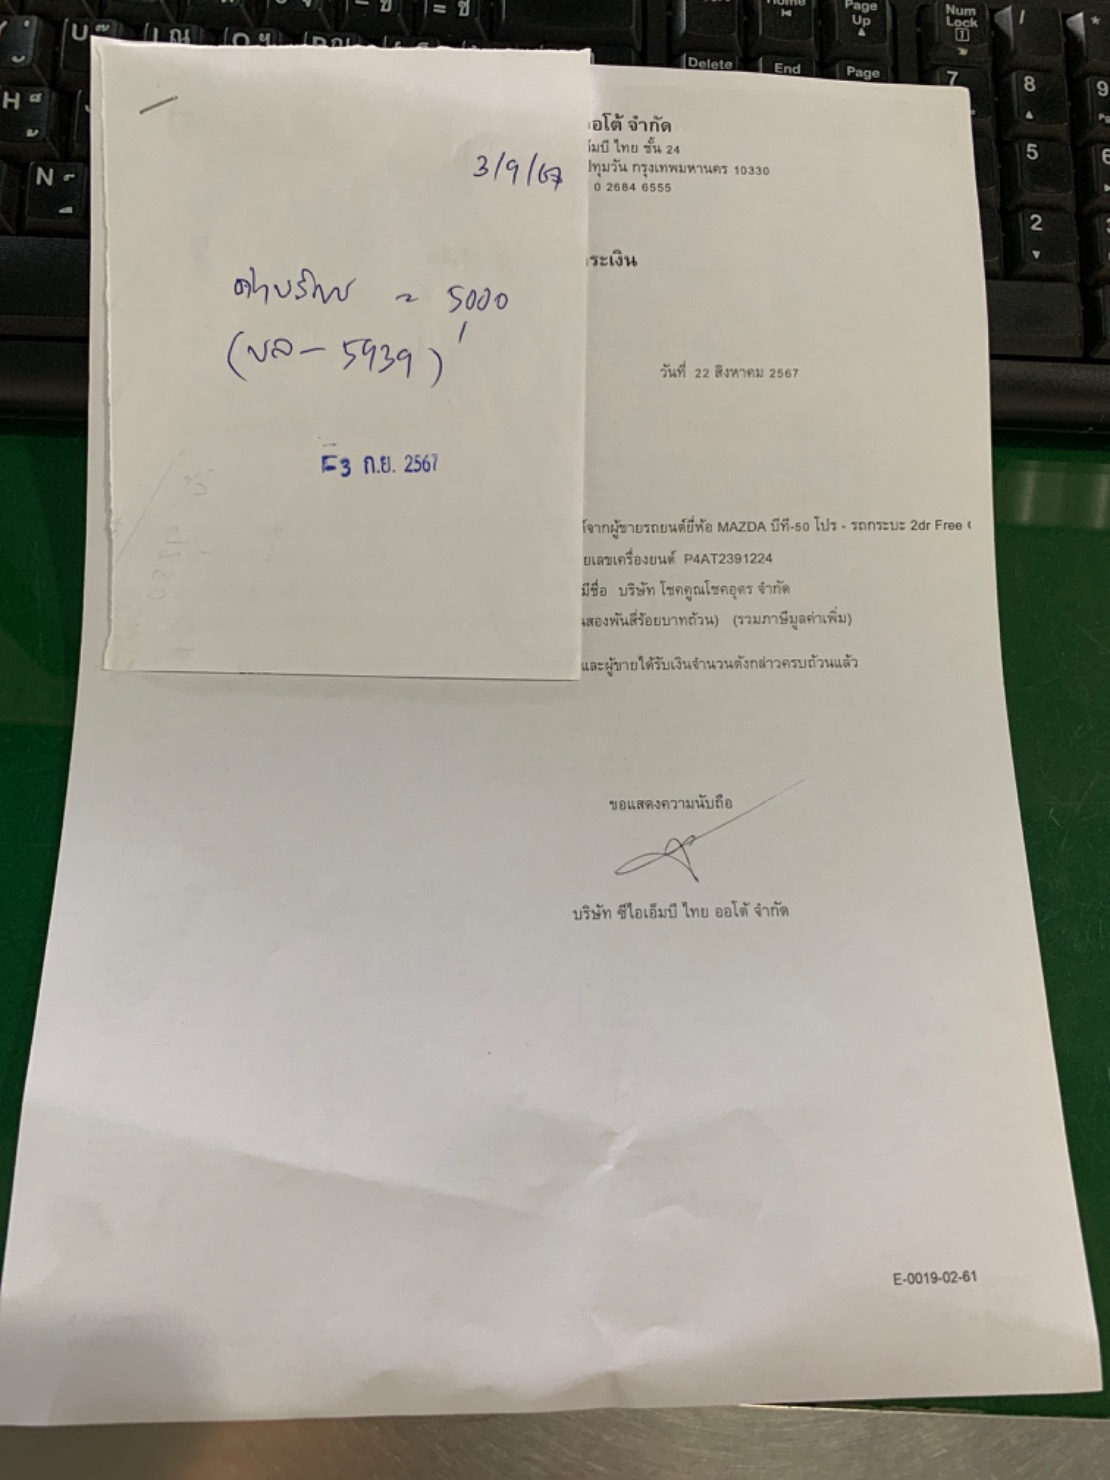 3/9/67
ค่าบริการ ~ 5,000
(บล-5939)
3 ก.ย. 2567
ออโต้ จำกัด
ไทย ชั้น 24
ปทุมวัน กรุงเทพมหานคร 10330
0 2684 6555
ระเงิน
วันที่ 22 สิงหาคม 2567
จากผู้ขายรถยนต์ยี่ห้อ MAZDA บีที-50 โปร - รถกระบะ 2dr Free
ยเลขเครื่องยนต์ P4AT2391224
มีชื่อ บริษัท โชคคูณโชคอุดร จำกัด
สองพันสี่ร้อยบาทถ้วน) (รวมภาษีมูลค่าเพิ่ม)
และผู้ขายได้รับเงินจำนวนดังกล่าวครบถ้วนแล้ว
ขอแสดงความนับถือ
บริษัท ซีไอเอ็มบี ไทย ออโต้ จำกัด
E-0019-02-61